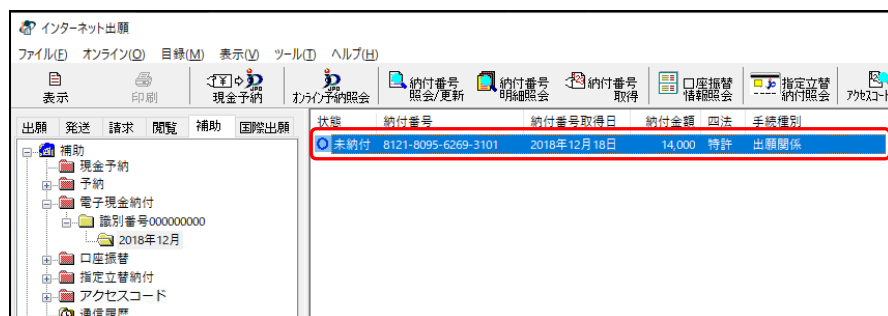 インターネット出願
ファイル(F) オンライン(O) 目録(M) 表示(V) ツール(T) ヘルプ(H)
表示 印刷 現金予納 オンライン予納照会 納付番号照会/更新 納付番号明細照会 納付番号取得 口座振替情報照会 指定立替納付照会 アクセスコード
出願 発送 請求 閲覧 補助 国際出願
状態 納付番号 納付番号取得日 納付金額 四法 手続種別
未納付 8121-8095-6269-3101 2018年12月18日 14,000 特許 出願関係
補助
現金予納
予納
電子現金納付
識別番号000000000
2018年12月
口座振替
指定立替納付
アクセスコード
通信履歴